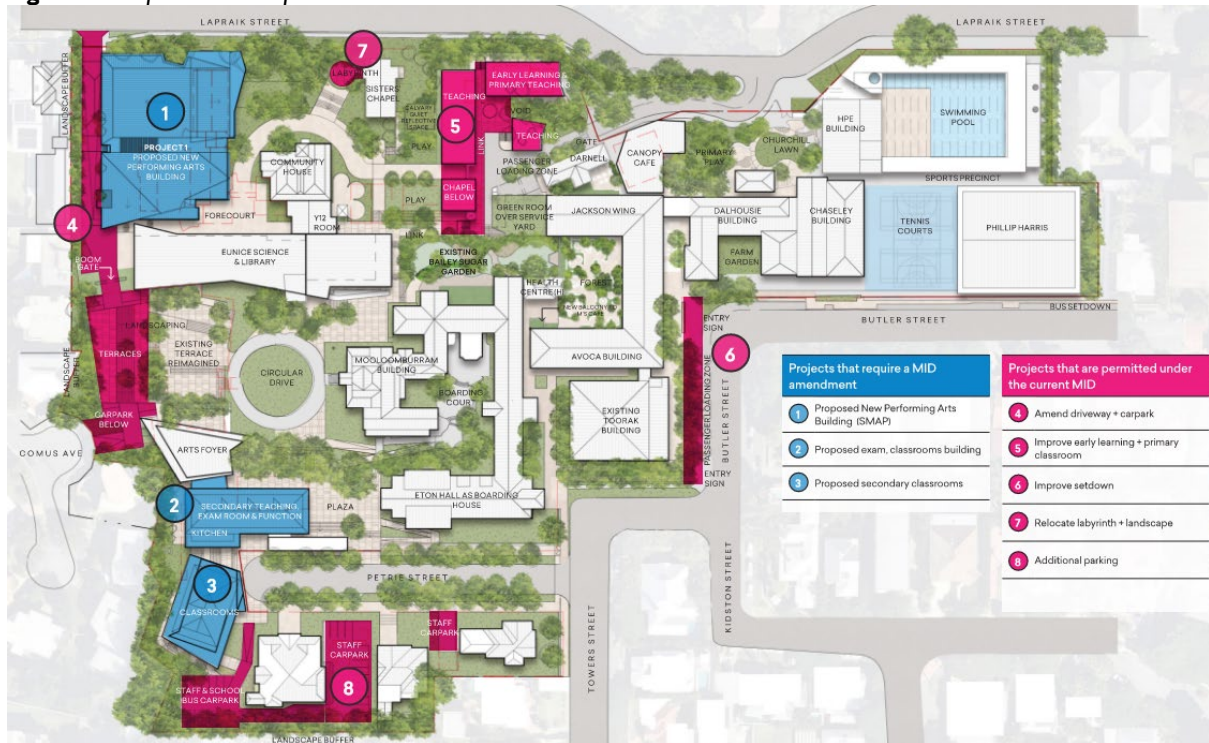 LAPRAIK STREET
LAPRAIK STREET
LANDSCAPE BUFFER
1
PROJECT 1
PROPOSED NEW
PERFORMING ARTS
BUILDING
7
LABYRINTH
SISTERS
CHAPEL
CALVARY
QUIET
REFLECTIVE
SPACE
PLAY
TEACHING
5
LINK
EARLY LEARNING &
PRIMARY TEACHING
VOID
TEACHING
PASSENGER
LOADING ZONE
GATE
DARNELL
CANOPY
CAFE
PRIMARY
PLAY
CHURCHILL
LAWN
HPE
BUILDING
SWIMMING
POOL
SPORTS PRECINCT
COMMUNITY
HOUSE
PLAY
CHAPEL
BELOW
GREEN ROOM
OVER SERVICE
YARD
JACKSON WING
DALHOUSIE
BUILDING
CHASELEY
BUILDING
TENNIS
COURTS
PHILLIP HARRIS
4
FORECOURT
Y12
ROOM
LINK
BOOM
GATE
EUNICE SCIENCE
& LIBRARY
EXISTING
BAILEY SUGAR
GARDEN
FARM
GARDEN
HEALTH
CENTRE(H)
FOREST
BUS SETDOWN
LANDSCAPING/
TERRACES
EXISTING
TERRACE
REIMAGINED
CIRCULAR
DRIVE
MOOLOOMBURRAM
BUILDING
BOARDING
COURT
AVOCA BUILDING
ENTRY
SIGN
BUTLER STREET
6
PASSENGER LOADING ZONE
BUTLER STREET
LANDSCAPE
BUFFER
CARPARK
BELOW
COMUS AVE
ARTS FOYER
EXISTING
TOORAK
BUILDING
ENTRY
SIGN
2
SECONDARY TEACHING,
EXAM ROOM & FUNCTION
KITCHEN
PLAZA
ETON HALL AS BOARDING
HOUSE
3
CLASSROOMS
PETRIE STREET
TOWERS STREET
KIDSTON STREET
STAFF
CARPARK
STAFF
CARPARK
8
STAFF & SCHOOL
BUS CARPARK
LANDSCAPE BUFFER
Projects that require a MID
amendment
1 Proposed New Performing Arts
Building (SMAP)
2 Proposed exam, classrooms building
3 Proposed secondary classrooms
Projects that are permitted under
the current MID
4 Amend driveway + carpark
5 Improve early learning + primary
classroom
6 Improve setdown
7 Relocate labyrinth + landscape
8 Additional parking